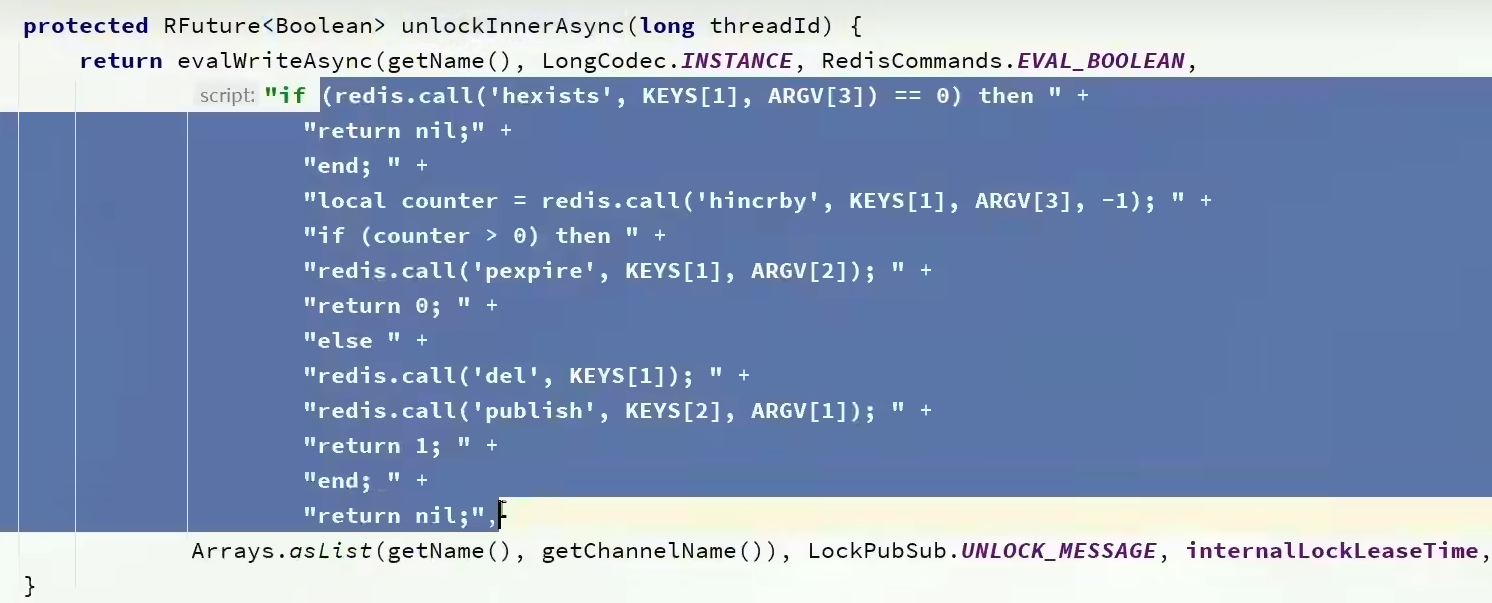 protected RFuture<Boolean> unlockInnerAsync(long threadId) {
return evalWriteAsync(getName(), LongCodec.INSTANCE, RedisCommands.EVAL_BOOLEAN,
script: "if (redis.call('hexists', KEYS[1], ARGV[3]) == 0) then " +
"return nil;" +
"end; " +
"local counter = redis.call('hincrby', KEYS[1], ARGV[3], -1); " +
"if (counter > 0) then " +
"redis.call('pexpire', KEYS[1], ARGV[2]); " +
"return 0; " +
"else " +
"redis.call('del', KEYS[1]); " +
"redis.call('publish', KEYS[2], ARGV[1]); " +
"return 1; " +
"end; " +
"return nil;",
Arrays.asList(getName(), getChannelName()), LockPubSub.UNLOCK_MESSAGE, internalLockLeaseTime,
}